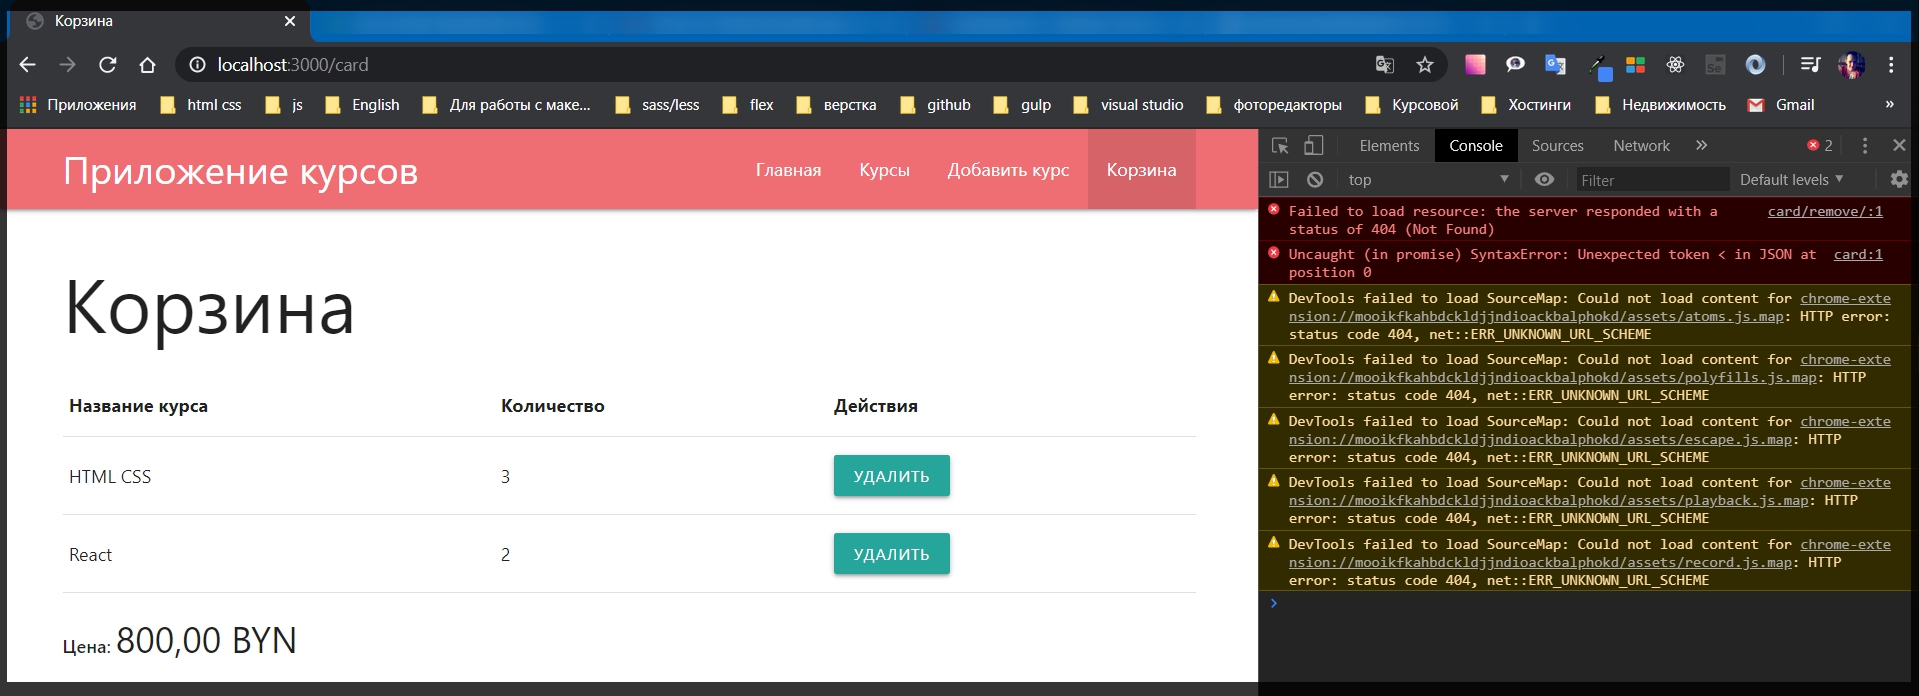 Корзина
localhost:3000/card
Приложения html css js English Для работы с маке... sass/less flex верстка github gulp visual studio фоторедакторы Курсовой Хостинги Недвижимость Gmail »
Приложение курсов Главная Курсы Добавить курс Корзина
Корзина
Название курса Количество Действия
HTML CSS 3 УДАЛИТЬ
React 2 УДАЛИТЬ
Цена: 800,00 BYN
Elements Console Sources Network » 2
top Filter Default levels
Failed to load resource: the server responded with a card/remove/:1
status of 404 (Not Found)
Uncaught (in promise) SyntaxError: Unexpected token < in JSON at card:1
position 0
DevTools failed to load SourceMap: Could not load content for chrome-exte
nsion://mooikfkahbdckldjjndioackbalphokd/assets/atoms.js.map: HTTP error:
status code 404, net::ERR_UNKNOWN_URL_SCHEME
DevTools failed to load SourceMap: Could not load content for chrome-exte
nsion://mooikfkahbdckldjjndioackbalphokd/assets/polyfills.js.map: HTTP
error: status code 404, net::ERR_UNKNOWN_URL_SCHEME
DevTools failed to load SourceMap: Could not load content for chrome-exte
nsion://mooikfkahbdckldjjndioackbalphokd/assets/escape.js.map: HTTP
error: status code 404, net::ERR_UNKNOWN_URL_SCHEME
DevTools failed to load SourceMap: Could not load content for chrome-exte
nsion://mooikfkahbdckldjjndioackbalphokd/assets/playback.js.map: HTTP
error: status code 404, net::ERR_UNKNOWN_URL_SCHEME
DevTools failed to load SourceMap: Could not load content for chrome-exte
nsion://mooikfkahbdckldjjndioackbalphokd/assets/record.js.map: HTTP
error: status code 404, net::ERR_UNKNOWN_URL_SCHEME